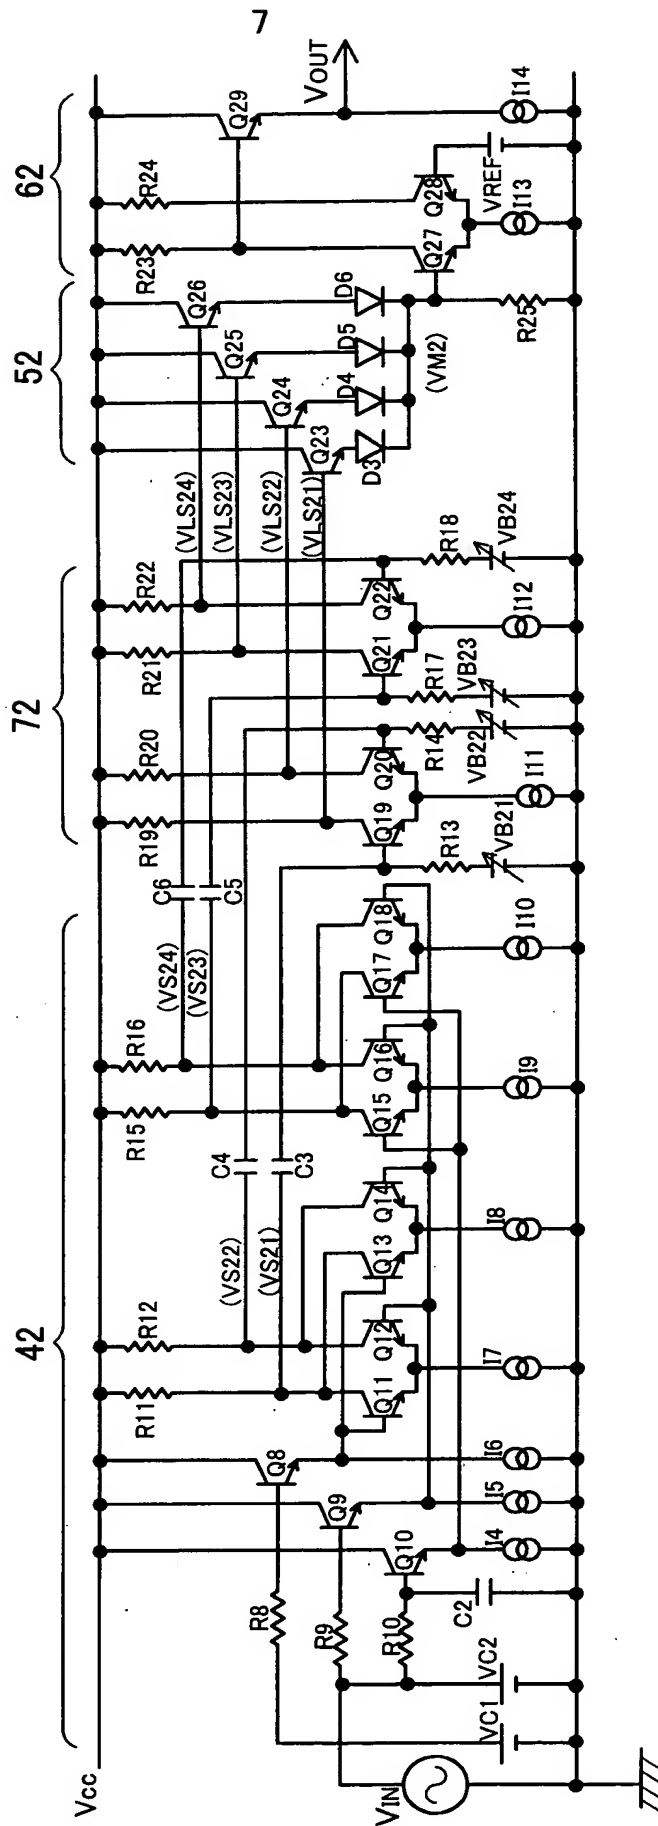 7
42
72
52
62
Vcc
VOUT
R11
R12
R15
R16
R19
R20
R21
R22
R23
R24
C4
C3
C6
C5
(VS22)
(VS21)
(VS24)
(VS23)
(VLS24)
(VLS23)
(VLS22)
(VLS21)
Q8
Q9
Q10
Q11
Q12
Q13
Q14
Q15
Q16
Q17
Q18
Q19
Q20
Q21
Q22
Q23
Q24
Q25
Q26
Q27
Q28
Q29
D3
D4
D5
D6
(VM2)
R8
R9
R10
C2
VC1
VC2
VIN
R13
R14
R17
R18
R25
VB21
VB22
VB23
VB24
VREF
I4
I5
I6
I7
I8
I9
I10
I11
I12
I13
I14